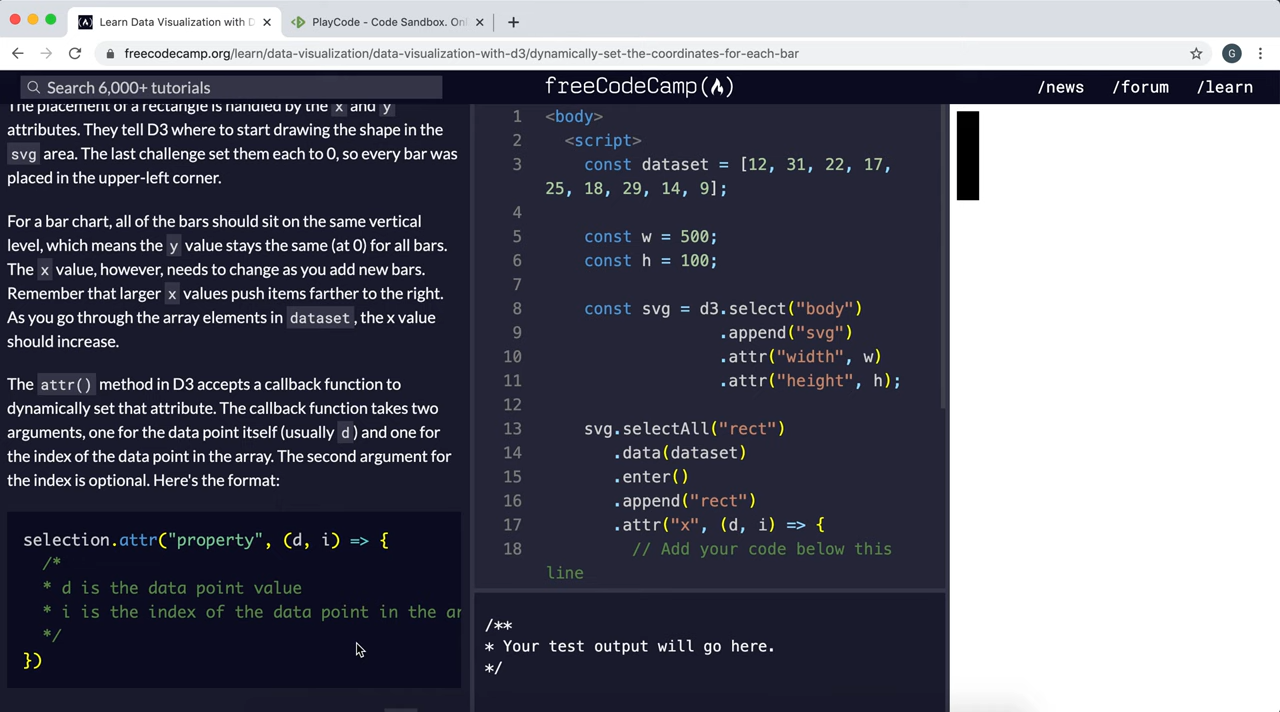 Learn Data Visualization with D
PlayCode - Code Sandbox. Onl
freecodecamp.org/learn/data-visualization/data-visualization-with-d3/dynamically-set-the-coordinates-for-each-bar
G
Search 6,000+ tutorials
freeCodeCamp
/news
/forum
/learn
The placement of a rectangle is handled by the x and y
attributes. They tell D3 where to start drawing the shape in the
svg area. The last challenge set them each to 0, so every bar was
placed in the upper-left corner.
For a bar chart, all of the bars should sit on the same vertical
level, which means the y value stays the same (at 0) for all bars.
The x value, however, needs to change as you add new bars.
Remember that larger x values push items farther to the right.
As you go through the array elements in dataset, the x value
should increase.
The attr() method in D3 accepts a callback function to
dynamically set that attribute. The callback function takes two
arguments, one for the data point itself (usually d) and one for
the index of the data point in the array. The second argument for
the index is optional. Here's the format:
selection.attr("property", (d, i) => {
/*
* d is the data point value
* i is the index of the data point in the ar
*/
})
1 <body>
2 <script>
3 const dataset = [12, 31, 22, 17,
25, 18, 29, 14, 9];
4
5 const w = 500;
6 const h = 100;
7
8 const svg = d3.select("body")
9 .append("svg")
10 .attr("width", w)
11 .attr("height", h);
12
13 svg.selectAll("rect")
14 .data(dataset)
15 .enter()
16 .append("rect")
17 .attr("x", (d, i) => {
18 // Add your code below this
line
/**
* Your test output will go here.
*/